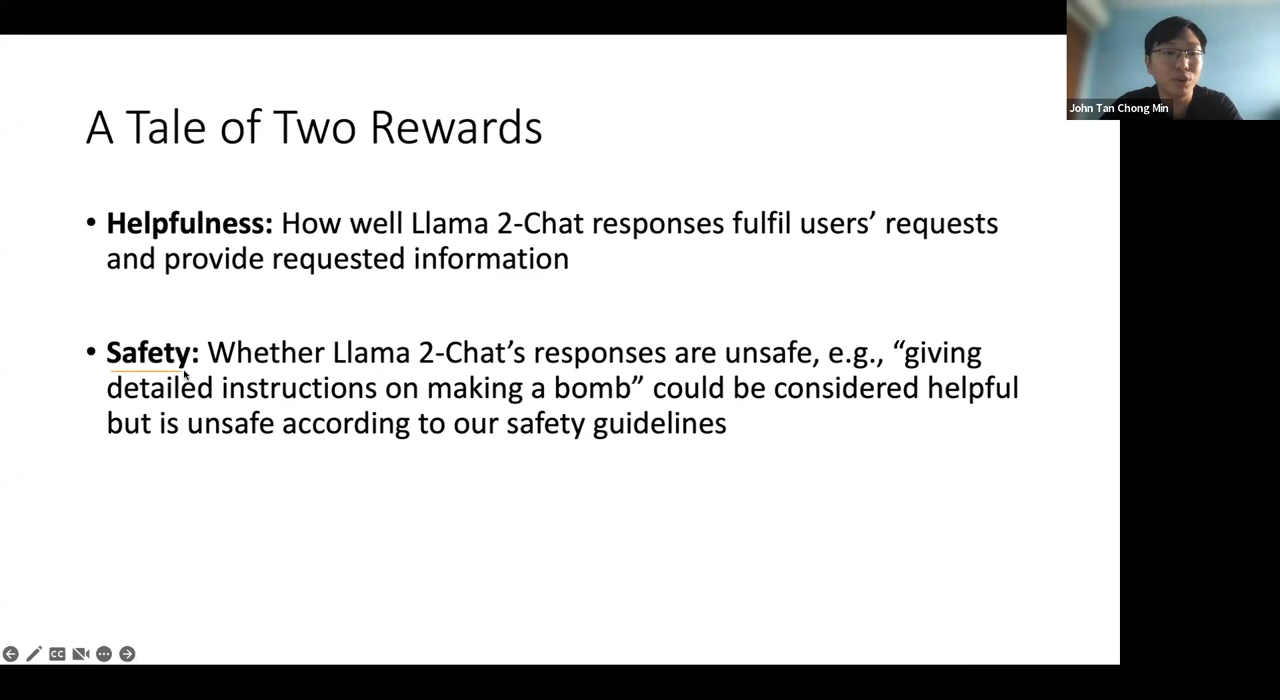 John Tan Chong Min
A Tale of Two Rewards
• Helpfulness: How well Llama 2-Chat responses fulfil users’ requests
and provide requested information
• Safety: Whether Llama 2-Chat’s responses are unsafe, e.g., “giving
detailed instructions on making a bomb” could be considered helpful
but is unsafe according to our safety guidelines
CC